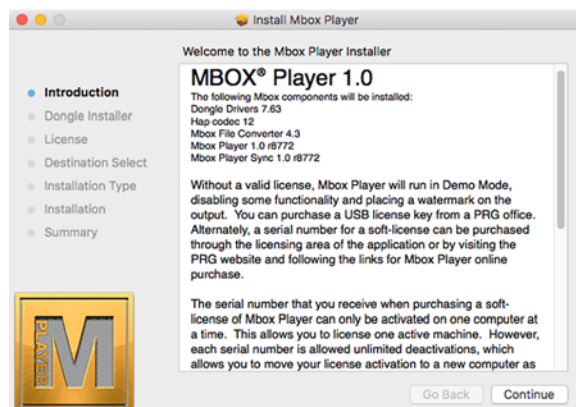 Install Mbox Player
Welcome to the Mbox Player Installer
Introduction
Dongle Installer
License
Destination Select
Installation Type
Installation
Summary
MBOX® Player 1.0
The following Mbox components will be installed:
Dongle Drivers 7.63
Hap codec 12
Mbox File Converter 4.3
Mbox Player 1.0 r8772
Mbox Player Sync 1.0 r8772
Without a valid license, Mbox Player will run in Demo Mode,
disabling some functionality and placing a watermark on the
output. You can purchase a USB license key from a PRG office.
Alternately, a serial number for a soft-license can be purchased
through the licensing area of the application or by visiting the
PRG website and following the links for Mbox Player online
purchase.
The serial number that you receive when purchasing a soft-
license of Mbox Player can only be activated on one computer at
a time. This allows you to license one active machine. However,
each serial number is allowed unlimited deactivations, which
allows you to move your license activation to a new computer as
PLAYER
M
Go Back
Continue